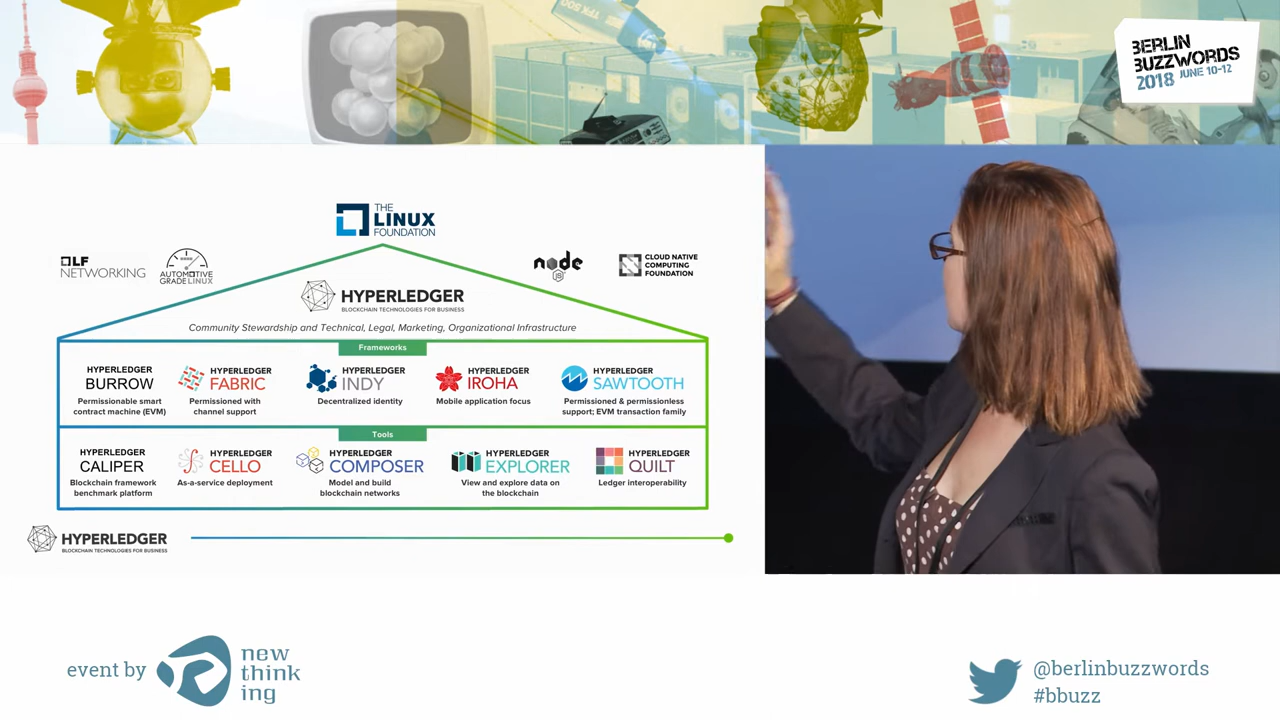 BERLIN
BUZZWORDS
2018 JUNE 10-12
THE
LINUX
FOUNDATION
LF
NETWORKING
AUTOMOTIVE
GRADE LINUX
node
JS
CLOUD NATIVE
COMPUTING
FOUNDATION
HYPERLEDGER
BLOCKCHAIN TECHNOLOGIES FOR BUSINESS
Community Stewardship and Technical, Legal, Marketing, Organizational Infrastructure
Frameworks
HYPERLEDGER
BURROW
Permissionable smart
contract machine (EVM)
HYPERLEDGER
FABRIC
Permissioned with
channel support
HYPERLEDGER
INDY
Decentralized identity
HYPERLEDGER
IROHA
Mobile application focus
HYPERLEDGER
SAWTOOTH
Permissioned & permissionless
support; EVM transaction family
Tools
HYPERLEDGER
CALIPER
Blockchain framework
benchmark platform
HYPERLEDGER
CELLO
As-a-service deployment
HYPERLEDGER
COMPOSER
Model and build
blockchain networks
HYPERLEDGER
EXPLORER
View and explore data on
the blockchain
HYPERLEDGER
QUILT
Ledger interoperability
HYPERLEDGER
BLOCKCHAIN TECHNOLOGIES FOR BUSINESS
event by
new
think
ing
@berlinbuzzwords
#bbuzz